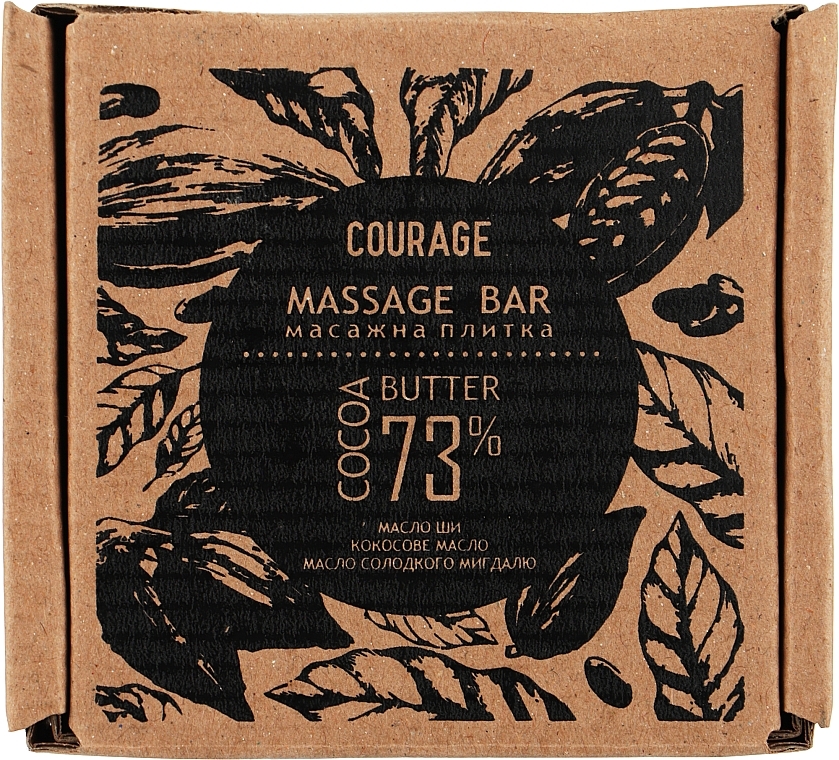 COURAGE
MASSAGE BAR
масажна плитка
COCOA
BUTTER
73%
МАСЛО ШИ
КОКОСОВЕ МАСЛО
МАСЛО СОЛОДКОГО МИГДАЛЮ